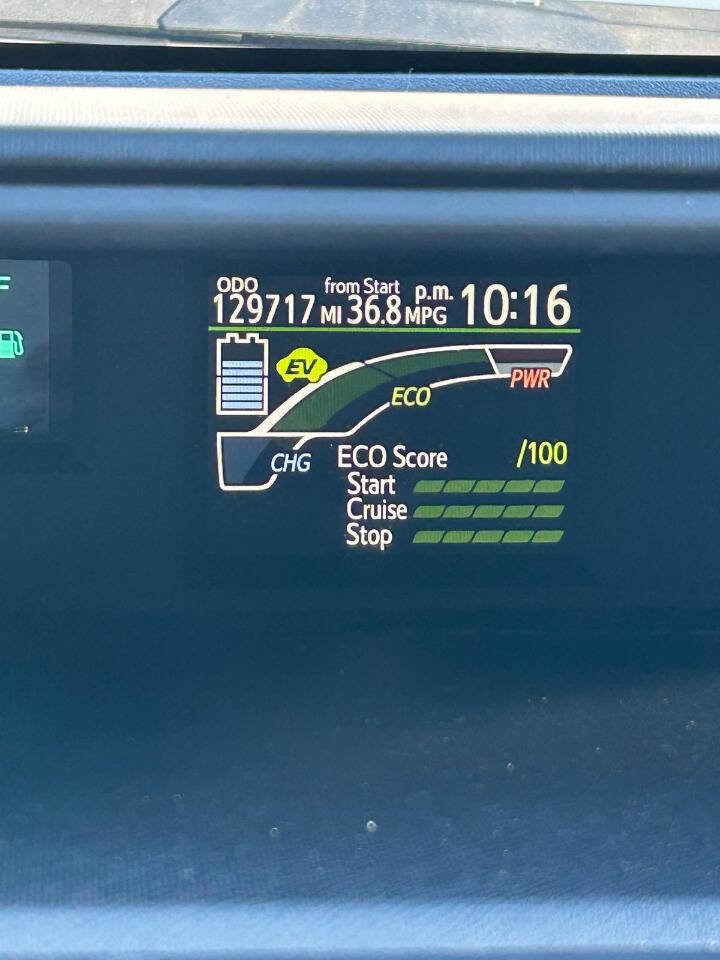 ODO from Start p.m. 10:16
129717 MI 36.8 MPG
EV
ECO PWR
CHG ECO Score /100
Start
Cruise
Stop